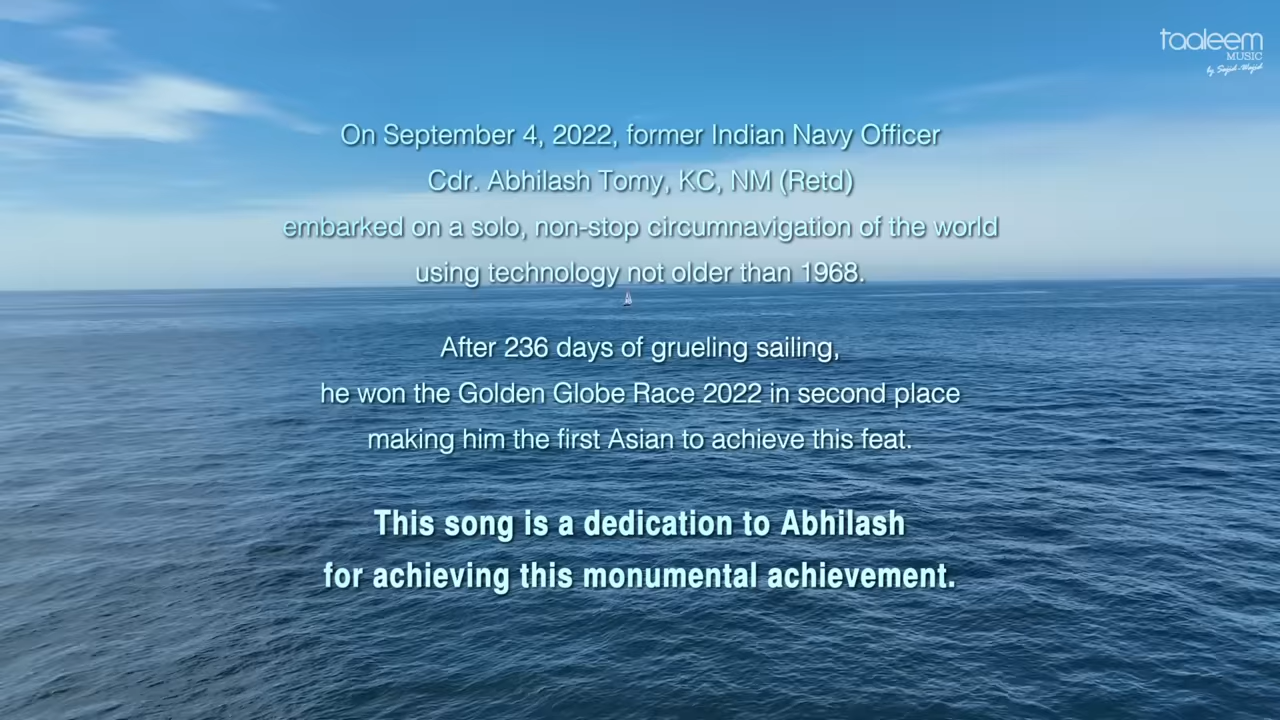 taaleem
MUSIC
by Sajid-Wajid
On September 4, 2022, former Indian Navy Officer
Cdr. Abhilash Tomy, KC, NM (Retd)
embarked on a solo, non-stop circumnavigation of the world
using technology not older than 1968.
After 236 days of grueling sailing,
he won the Golden Globe Race 2022 in second place
making him the first Asian to achieve this feat.
This song is a dedication to Abhilash
for achieving this monumental achievement.